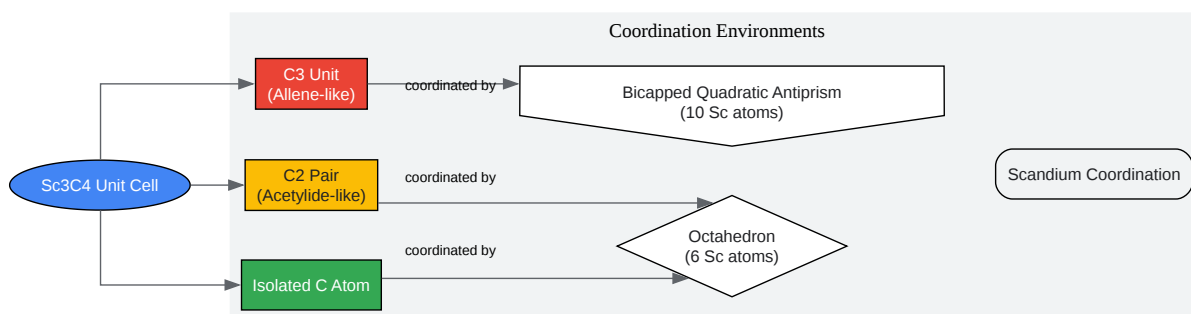 Coordination Environments
C3 Unit
(Allene-like)
coordinated by
Bicapped Quadratic Antiprism
(10 Sc atoms)
Sc3C4 Unit Cell
C2 Pair
(Acetylide-like)
coordinated by
Scandium Coordination
Octahedron
(6 Sc atoms)
coordinated by
Isolated C Atom